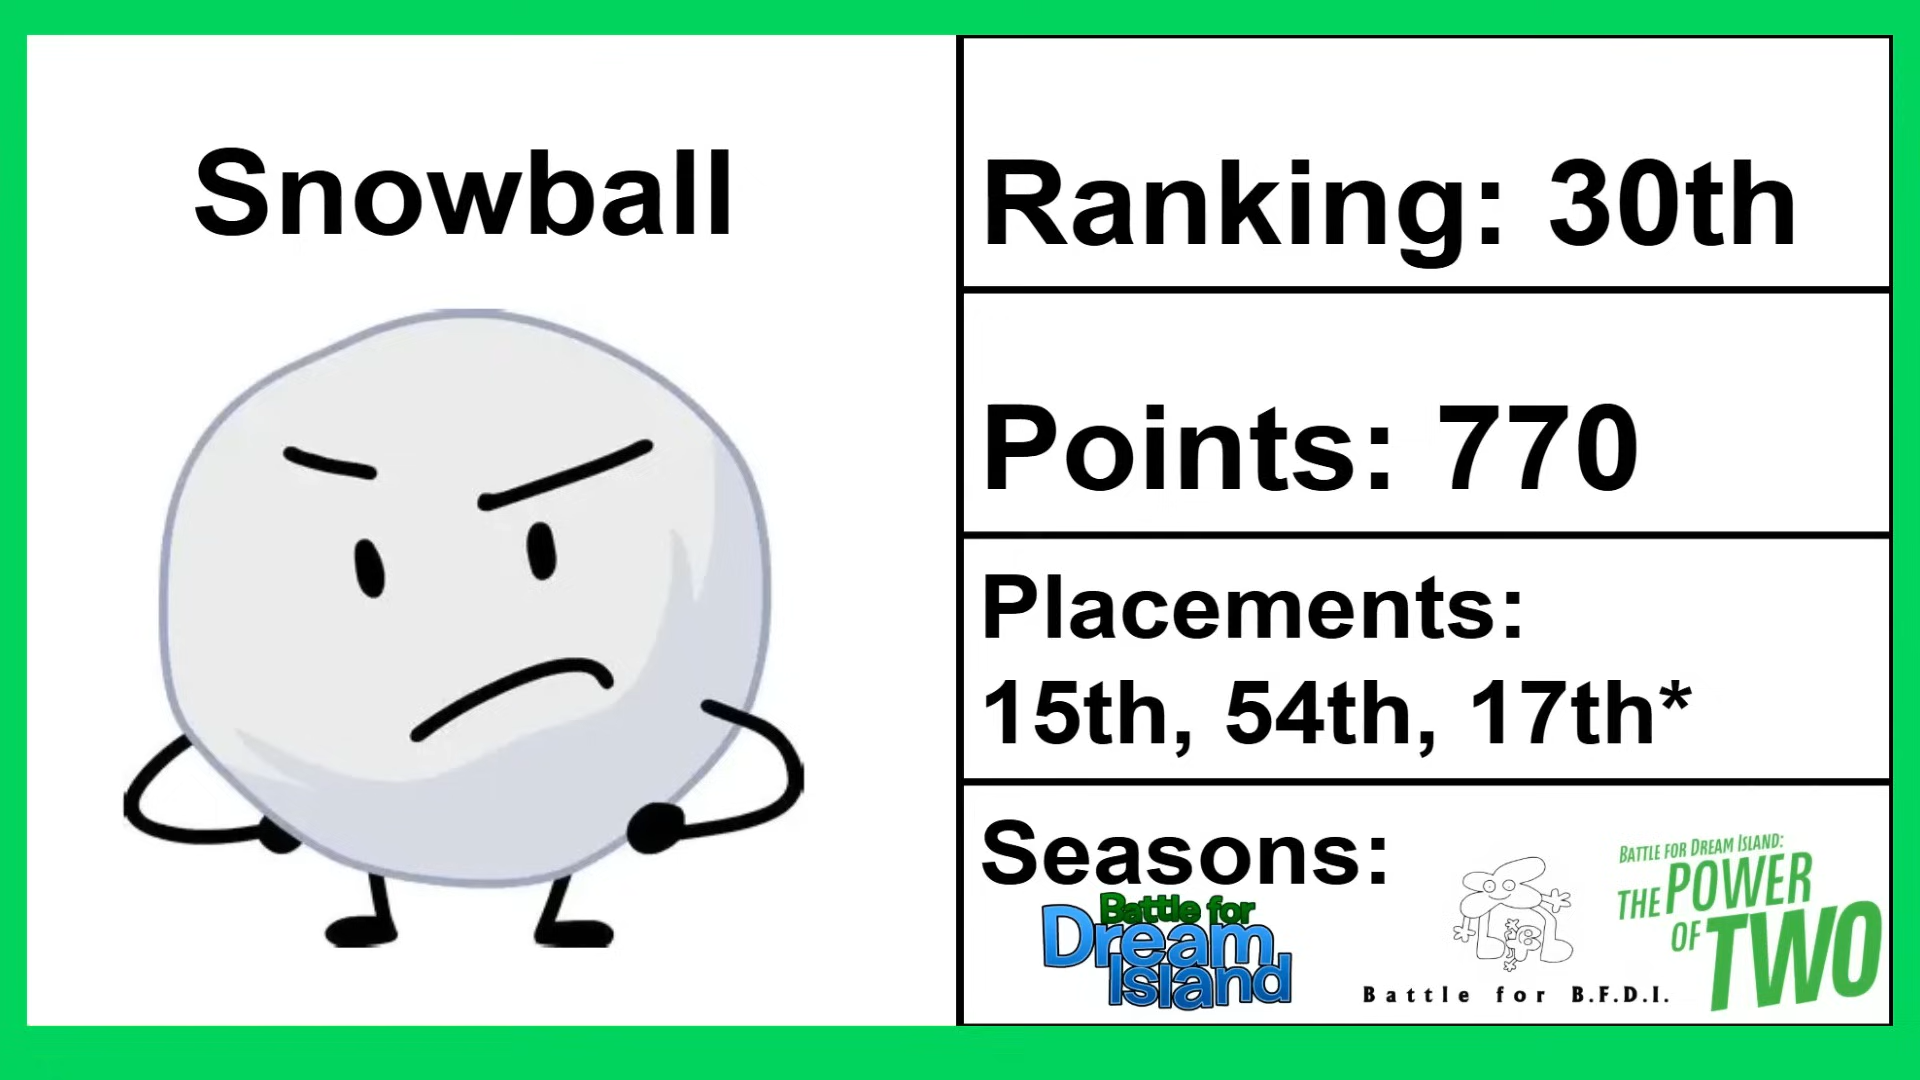 Snowball
Ranking: 30th
Points: 770
Placements:
15th, 54th, 17th*
Seasons:
Battle for
Dream
Island
Battle for B.F.D.I.
BATTLE FOR DREAM ISLAND:
THE POWER
OF TWO